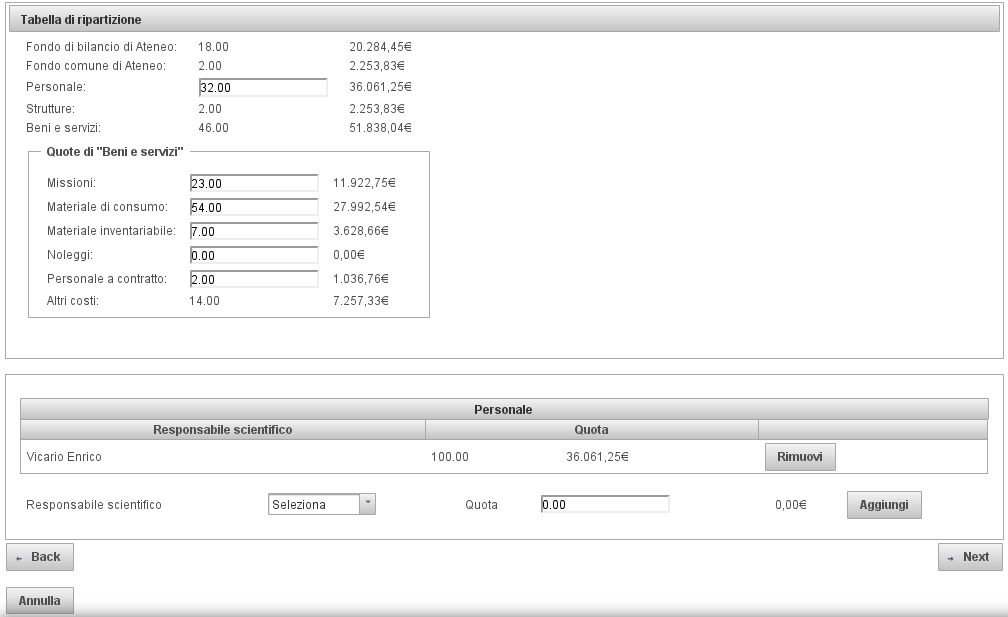 Tabella di ripartizione
Fondo di bilancio di Ateneo: 18.00 20.284,45€
Fondo comune di Ateneo: 2.00 2.253,83€
Personale: 32.00 36.061,25€
Strutture: 2.00 2.253,83€
Beni e servizi: 46.00 51.838,04€
Quote di "Beni e servizi"
Missioni: 23.00 11.922,75€
Materiale di consumo: 54.00 27.992,54€
Materiale inventariabile: 7.00 3.628,66€
Noleggi: 0.00 0,00€
Personale a contratto: 2.00 1.036,76€
Altri costi: 14.00 7.257,33€
Personale
Responsabile scientifico Quota
Vicario Enrico 100.00 36.061,25€ Rimuovi
Responsabile scientifico Seleziona Quota 0.00 0,00€ Aggiungi
← Back → Next
Annulla